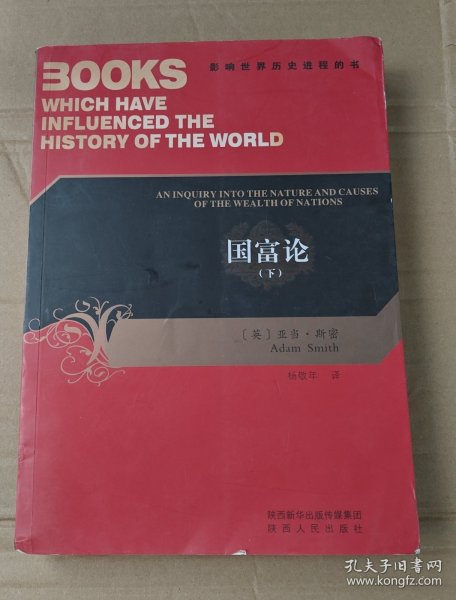 影响世界历史进程的书
BOOKS
WHICH HAVE
INFLUENCED THE
HISTORY OF THE WORLD
AN INQUIRY INTO THE NATURE AND CAUSES
OF THE WEALTH OF NATIONS
国富论
（下）
〔英〕亚当·斯密
Adam Smith
杨敬年 译
陕西新华出版传媒集团
陕西人民出版社
孔夫子旧书网
www.kongfz.com